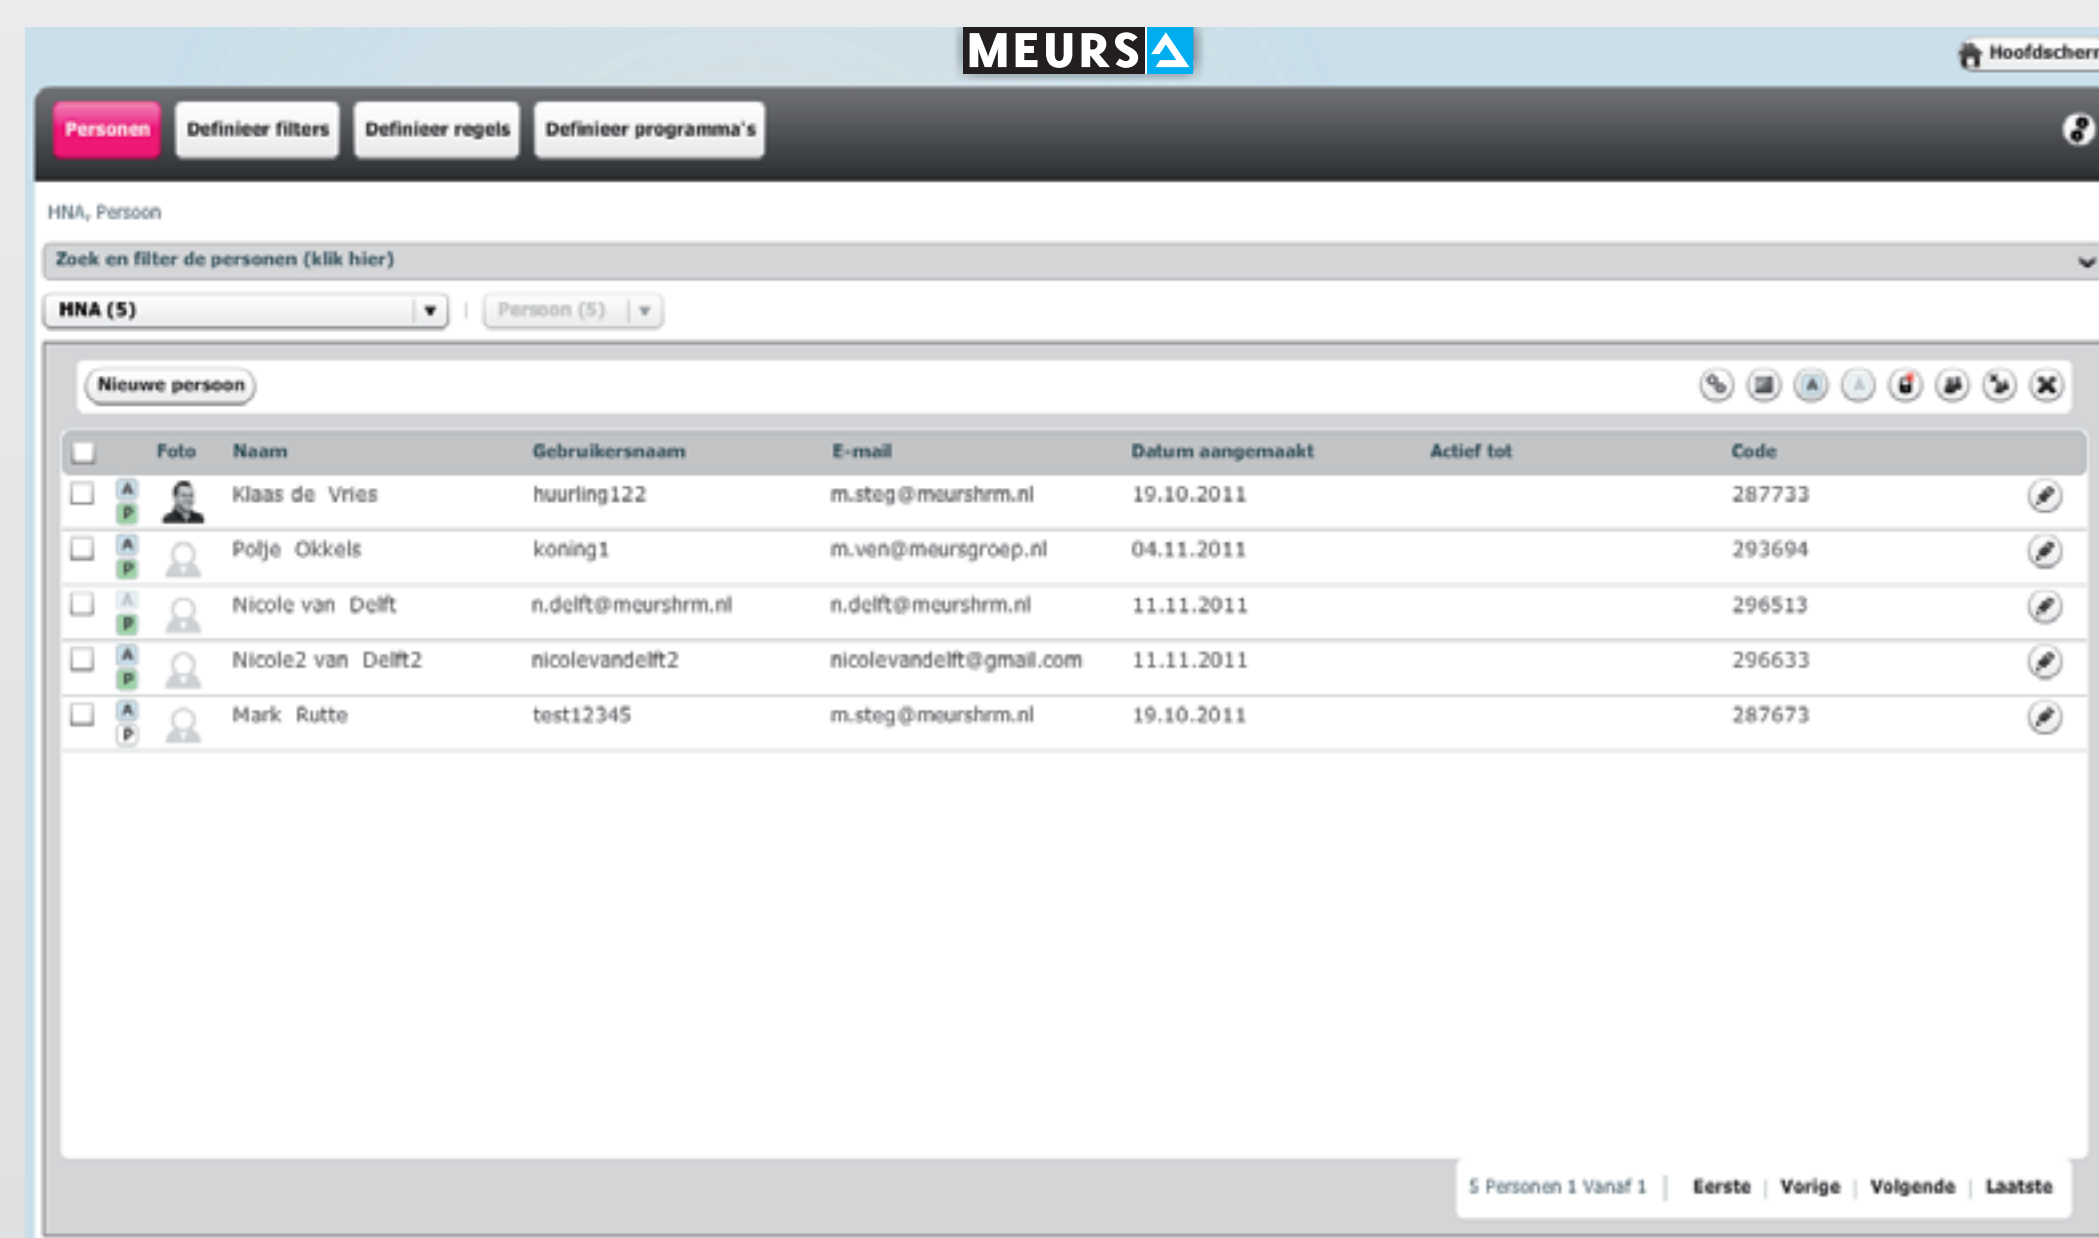 MEURS
Hoofdscherm
Personen Definieer filters Definieer regels Definieer programma's
HNA, Persoon
Zoek en filter de personen (klik hier)
HNA (5) Persoon (5)
Nieuwe persoon A A
Foto Naam Gebruikersnaam E-mail Datum aangemaakt Actief tot Code
A P Klaas de Vries huurling122 m.steg@meurshrm.nl 19.10.2011 287733
A P Polje Okkels koning1 m.ven@meursgroep.nl 04.11.2011 293694
A P Nicole van Delft n.delft@meurshrm.nl n.delft@meurshrm.nl 11.11.2011 296513
A P Nicole2 van Delft2 nicolevandelft2 nicolevandelft@gmail.com 11.11.2011 296633
A P Mark Rutte test12345 m.steg@meurshrm.nl 19.10.2011 287673
5 Personen 1 Vanaf 1 | Eerste | Vorige | Volgende | Laatste